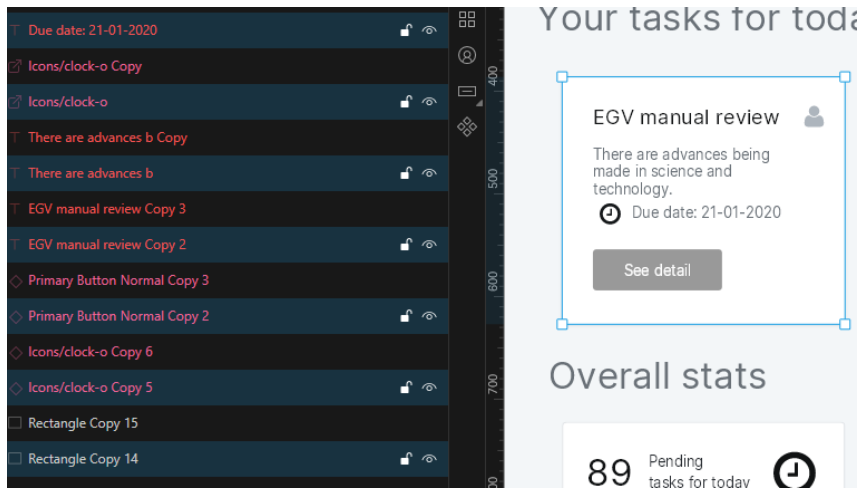 Due date: 21-01-2020
Icons/clock-o Copy
Icons/clock-o
There are advances b Copy
There are advances b
EGV manual review Copy 3
EGV manual review Copy 2
Primary Button Normal Copy 3
Primary Button Normal Copy 2
Icons/clock-o Copy 6
Icons/clock-o Copy 5
Rectangle Copy 15
Rectangle Copy 14
400
500
600
700
Your tasks for toda
EGV manual review
There are advances being
made in science and
technology.
Due date: 21-01-2020
See detail
Overall stats
89
Pending
tasks for today